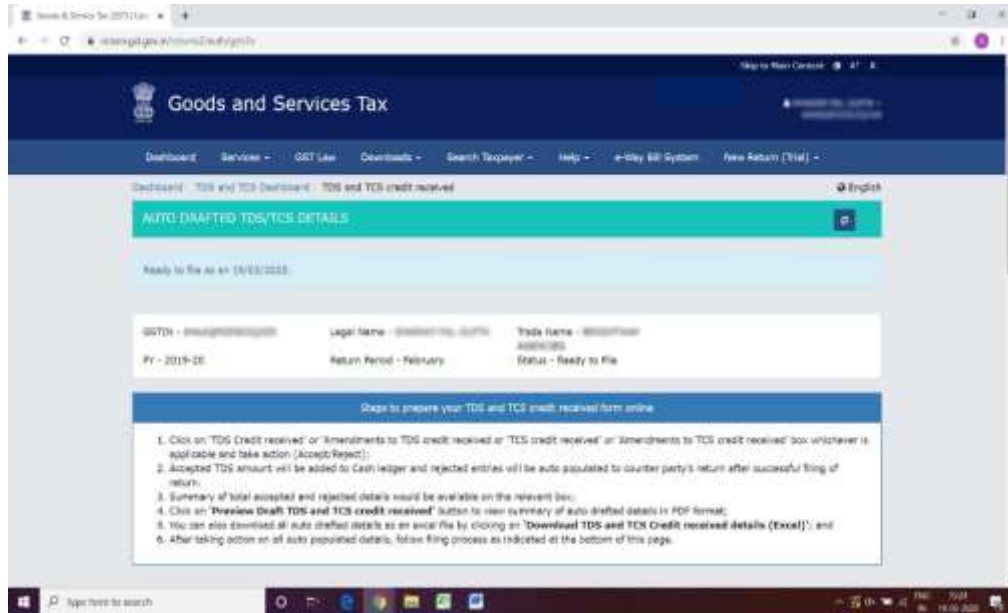 Skip to Main Content
Goods and Services Tax
Dashboard Services GST Law Downloads Search Taxpayer Help e-Way Bill System New Return (Trial)
Dashboard TDS and TCS Dashboard TDS and TCS credit received English
AUTO DRAFTED TDS/TCS DETAILS
Ready to file as on 19/03/2020.
GSTIN - Legal Name - Trade Name -
FY - 2019-20 Return Period - February Status - Ready to File
Steps to prepare your TDS and TCS credit received form online
1. Click on 'TDS Credit received' or 'Amendments to TDS credit received or 'TCS credit received' or 'Amendments to TCS credit received' box whichever is
applicable and take action (Accept/Reject);
2. Accepted TDS amount will be added to Cash ledger and rejected entries will be auto populated to counter party's return after successful filing of
return.
3. Summary of total accepted and rejected details would be available on the relevant box;
4. Click on 'Preview Draft TDS and TCS credit received' button to view summary of auto drafted details in PDF format;
5. You can also download all auto drafted details as an excel file by clicking on 'Download TDS and TCS Credit received details (Excel)'; and
6. After taking action on all auto populated details, follow filing process as indicated at the bottom of this page.
Type here to search